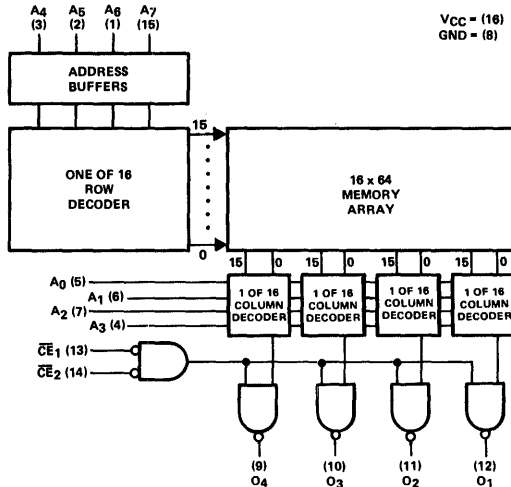 A4 A5 A6 A7
(3) (2) (1) (15)
VCC = (16)
GND = (8)
ADDRESS
BUFFERS
15
ONE OF 16
ROW
DECODER
0
16 x 64
MEMORY
ARRAY
15 0 15 0 15 0 15 0
A0 (5)
A1 (6)
A2 (7)
A3 (4)
1 OF 16
COLUMN
DECODER
1 OF 16
COLUMN
DECODER
1 OF 16
COLUMN
DECODER
1 OF 16
COLUMN
DECODER
C̅E̅1 (13)
C̅E̅2 (14)
(9) (10) (11) (12)
O4 O3 O2 O1